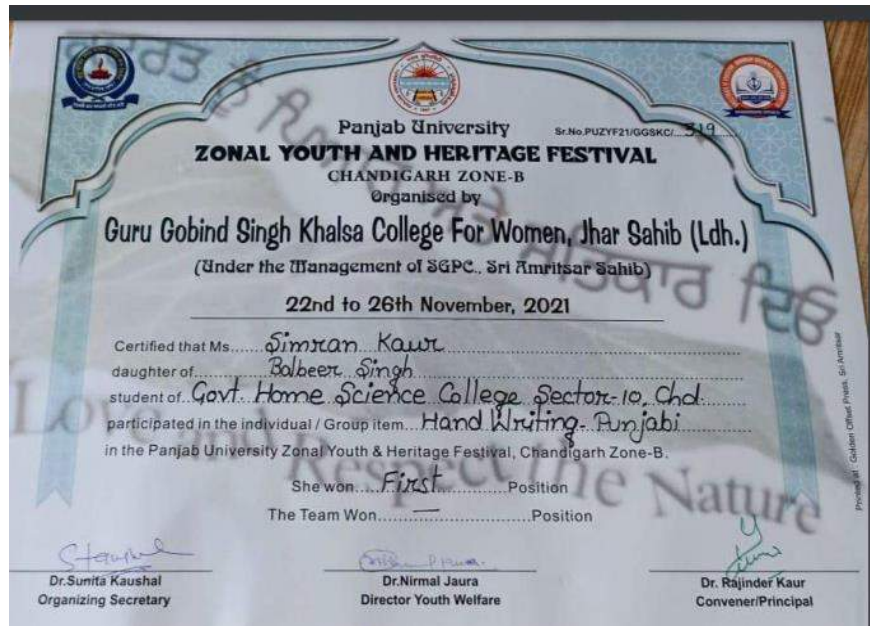 Panjab University
Sr.No.PUZYF21/GGSKC/ 319
ZONAL YOUTH AND HERITAGE FESTIVAL
CHANDIGARH ZONE-B
Organised by
Guru Gobind Singh Khalsa College For Women, Jhar Sahib (Ldh.)
(Under the Management of SGPC., Sri Amritsar Sahib)
22nd to 26th November, 2021
Certified that Ms...... Simran Kaur
daughter of............ Balbeer Singh
student of.. Govt. Home Science College Sector-10, Chd.
participated in the individual / Group item... Hand Writing- Punjabi
in the Panjab University Zonal Youth & Heritage Festival, Chandigarh Zone-B.
She won..... First ............Position
The Team Won...... — ..................Position
Love and Respect the Nature
ਪਿਆਰ ਅਤੇ ਸਤਿਕਾਰ ਦਿਓ
Dr.Sunita Kaushal
Organizing Secretary
Dr.Nirmal Jaura
Director Youth Welfare
Dr. Rajinder Kaur
Convener/Principal
Printed at : Golden Offset Press, Sri Amritsar